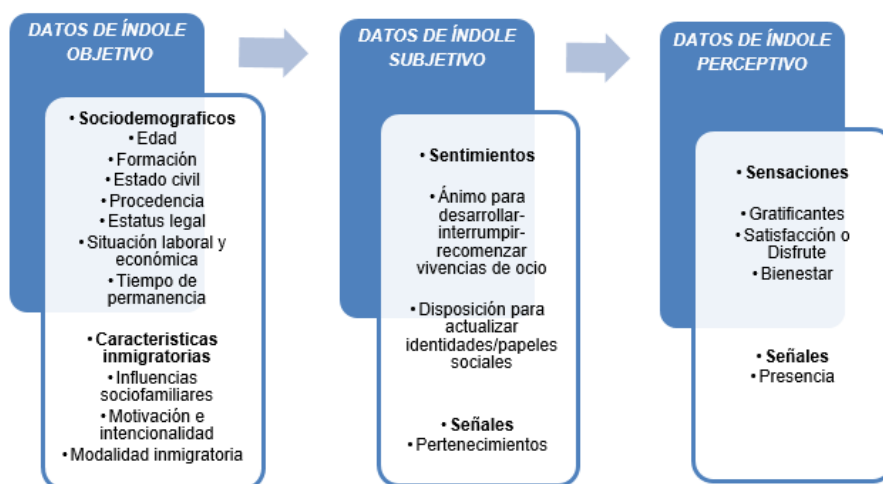 DATOS DE ÍNDOLE
OBJETIVO
• Sociodemograficos
• Edad
• Formación
• Estado civil
• Procedencia
• Estatus legal
• Situación laboral y
económica
• Tiempo de
permanencia
• Características
inmigratorias
• Influencias
sociofamiliares
• Motivación e
intencionalidad
• Modalidad inmigratoria
DATOS DE ÍNDOLE
SUBJETIVO
• Sentimientos
• Ánimo para
desarrollar-
interrumpir-
recomenzar
vivencias de ocio
• Disposición para
actualizar
identidades/papeles
sociales
• Señales
• Pertenecimientos
DATOS DE ÍNDOLE
PERCEPTIVO
• Sensaciones
• Gratificantes
• Satisfacción o
Disfrute
• Bienestar
• Señales
• Presencia